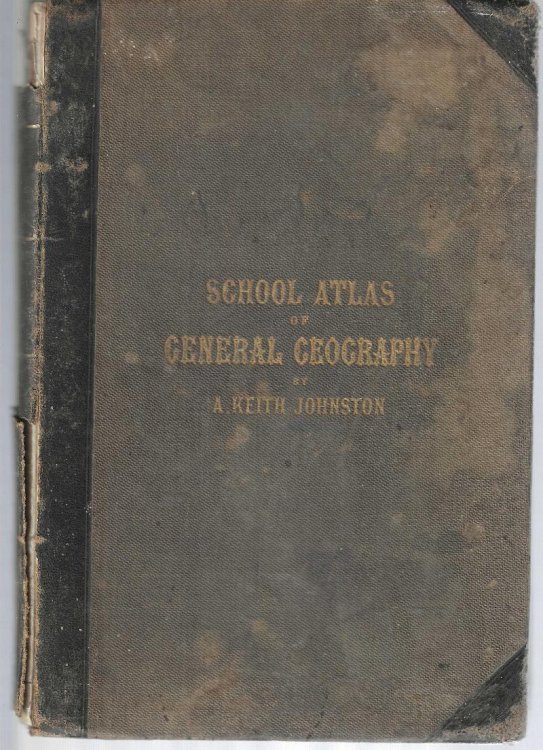 SCHOOL ATLAS
OF
GENERAL GEOGRAPHY
BY
A. KEITH JOHNSTON